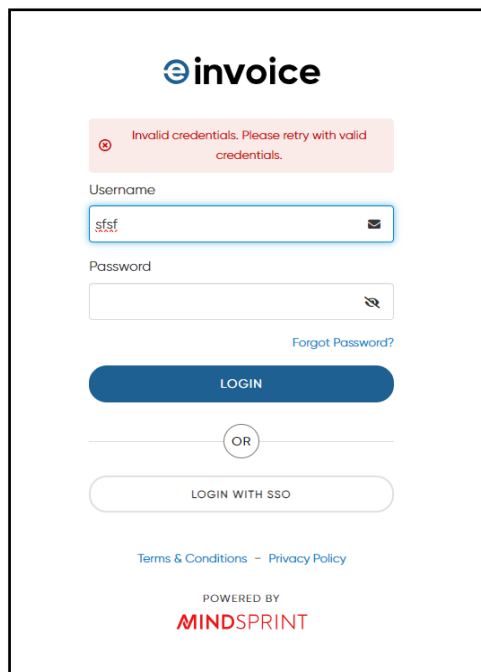 e invoice
Invalid credentials. Please retry with valid
credentials.
Username
sfsf
Password
Forgot Password?
LOGIN
OR
LOGIN WITH SSO
Terms & Conditions - Privacy Policy
POWERED BY
MINDSPRINT